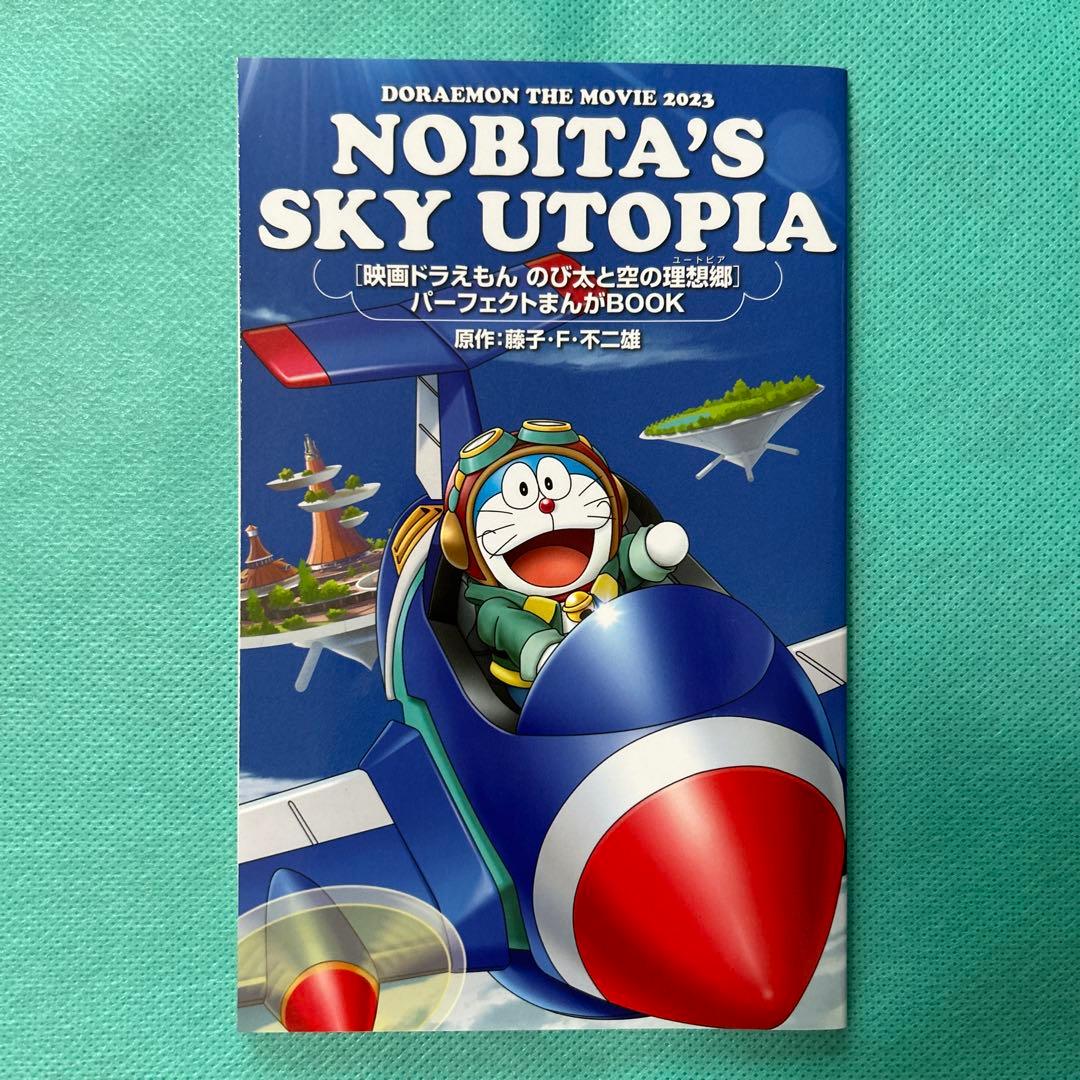 DORAEMON THE MOVIE 2023
NOBITA'S
SKY UTOPIA
ユートピア
[映画ドラえもん のび太と空の理想郷]
パーフェクトまんがBOOK
原作:藤子・F・不二雄